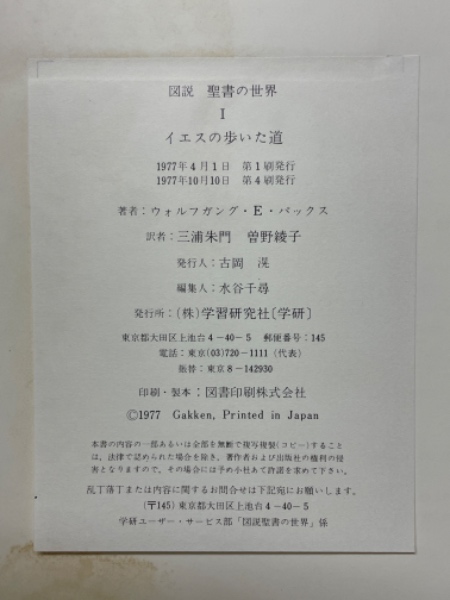 図説 聖書の世界
I
イエスの歩いた道
1977年4月1日 第1刷発行
1977年10月10日 第4刷発行
著者：ウォルフガング・E・パックス
訳者：三浦朱門 曽野綾子
発行人：古岡 滉
編集人：水谷千尋
発行所：(株)学習研究社〔学研〕
東京都大田区上池台4-40-5 郵便番号：145
電話：東京(03)720-1111（代表）
振替：東京8-142930
印刷・製本：図書印刷株式会社
©1977 Gakken, Printed in Japan
本書の内容の一部あるいは全部を無断で複写複製(コピー)すること
は、法律で認められた場合を除き、著作者および出版社の権利の侵
害となりますので、その場合には予め小社あて許諾を求めて下さい。
乱丁落丁または内容に関するお問合せは下記宛にお願いします。
(〒145) 東京都大田区上池台4-40-5
学研ユーザー・サービス部「図説聖書の世界」係